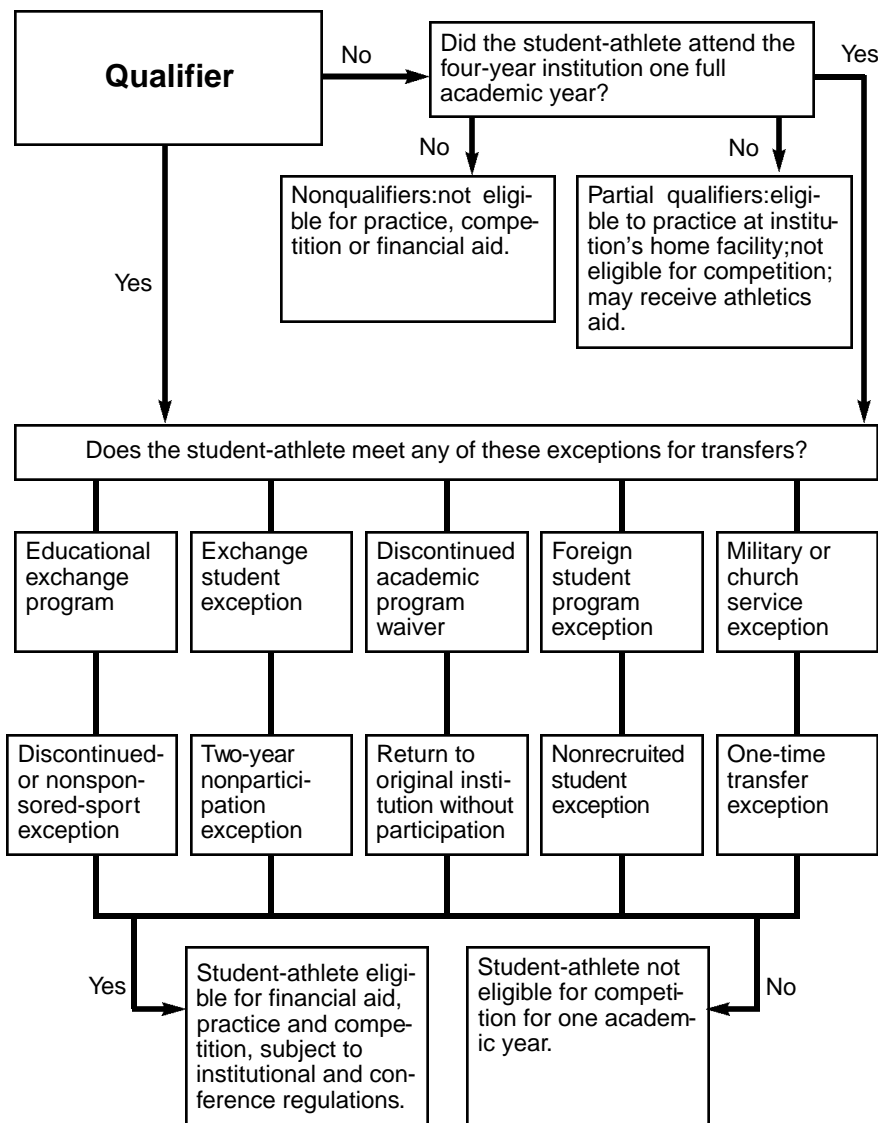 Qualifier
No
Did the student-athlete attend the
four-year institution one full
academic year?
Yes
No
No
Nonqualifiers:not eligi-
ble for practice, compe-
tition or financial aid.
Partial qualifiers:eligi-
ble to practice at institu-
tion's home facility;not
eligible for competition;
may receive athletics
aid.
Yes
Does the student-athlete meet any of these exceptions for transfers?
Educational
exchange
program
Exchange
student
exception
Discontinued
academic
program
waiver
Foreign
student
program
exception
Military or
church
service
exception
Discontinued-
or nonspon-
sored-sport
exception
Two-year
nonpartici-
pation
exception
Return to
original insti-
tution without
participation
Nonrecruited
student
exception
One-time
transfer
exception
Yes
Student-athlete eligi-
ble for financial aid,
practice and compe-
tition, subject to
institutional and con-
ference regulations.
Student-athlete not
eligible for competi-
tion for one academ-
ic year.
No